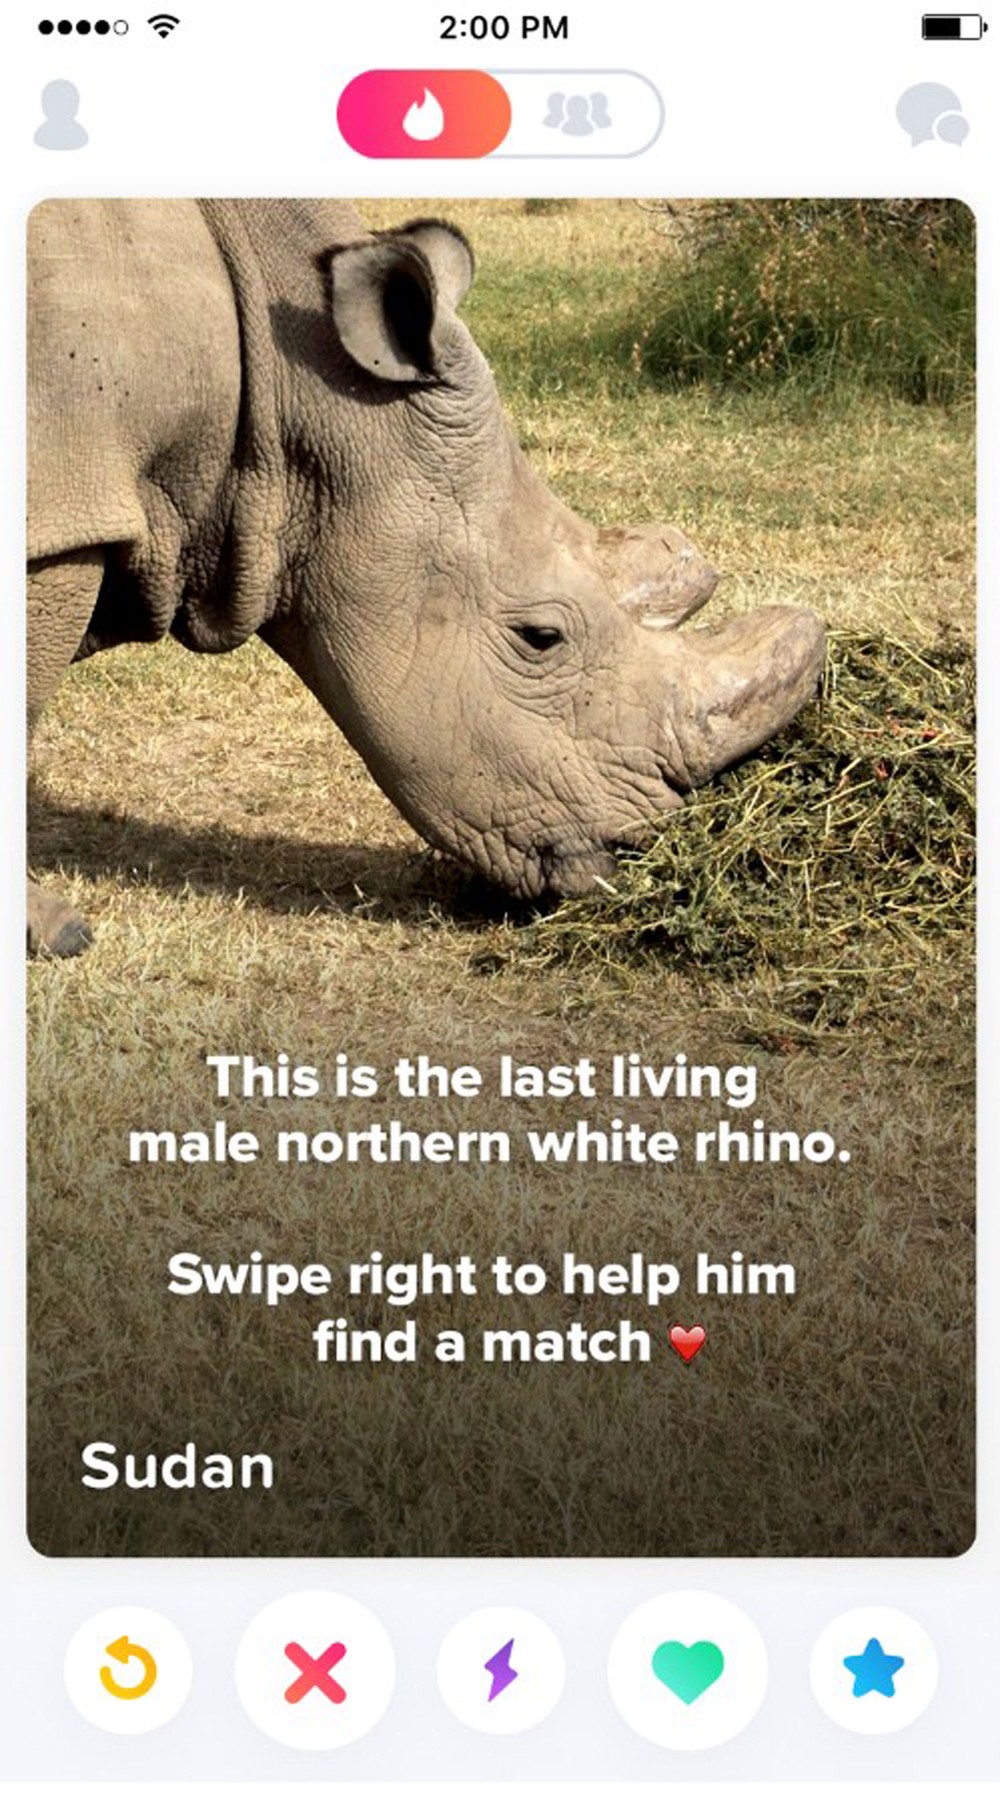 2:00 PM
This is the last living
male northern white rhino.
Swipe right to help him
find a match ❤️
Sudan